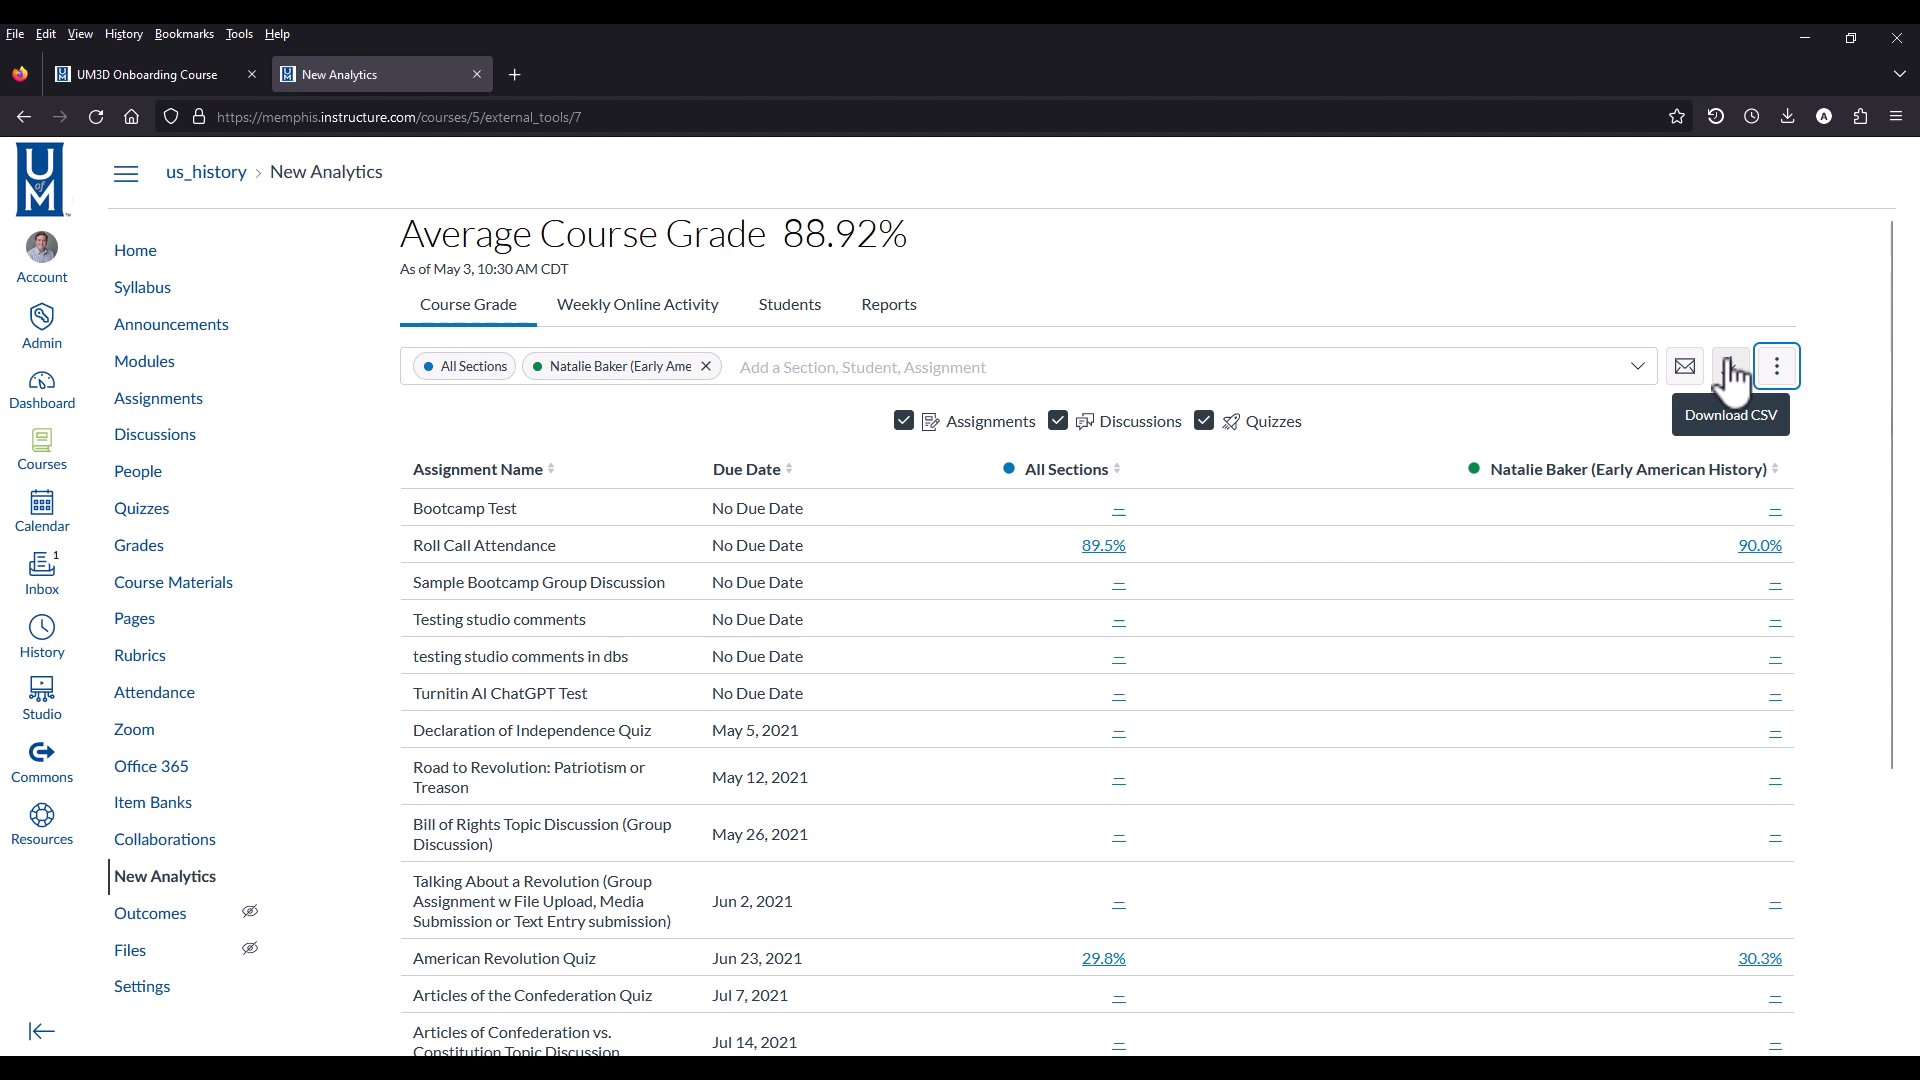 File Edit View History Bookmarks Tools Help
UM3D Onboarding Course
New Analytics
https://memphis.instructure.com/courses/5/external_tools/7
A
U
of
M
TM
us_history > New Analytics
Account
Admin
Dashboard
Courses
Calendar
1
Inbox
History
Studio
Commons
Resources
Home
Syllabus
Announcements
Modules
Assignments
Discussions
People
Quizzes
Grades
Course Materials
Pages
Rubrics
Attendance
Zoom
Office 365
Item Banks
Collaborations
New Analytics
Outcomes
Files
Settings
Average Course Grade 88.92%
As of May 3, 10:30 AM CDT
Course Grade Weekly Online Activity Students Reports
All Sections Natalie Baker (Early Ame Add a Section, Student, Assignment
Download CSV
Assignments Discussions Quizzes
Assignment Name Due Date All Sections Natalie Baker (Early American History)
Bootcamp Test No Due Date — —
Roll Call Attendance No Due Date 89.5% 90.0%
Sample Bootcamp Group Discussion No Due Date — —
Testing studio comments No Due Date — —
testing studio comments in dbs No Due Date — —
Turnitin AI ChatGPT Test No Due Date — —
Declaration of Independence Quiz May 5, 2021 — —
Road to Revolution: Patriotism or
Treason May 12, 2021 — —
Bill of Rights Topic Discussion (Group
Discussion) May 26, 2021 — —
Talking About a Revolution (Group
Assignment w File Upload, Media Jun 2, 2021 — —
Submission or Text Entry submission)
American Revolution Quiz Jun 23, 2021 29.8% 30.3%
Articles of the Confederation Quiz Jul 7, 2021 — —
Articles of Confederation vs.
Constitution Topic Discussion Jul 14, 2021 — —